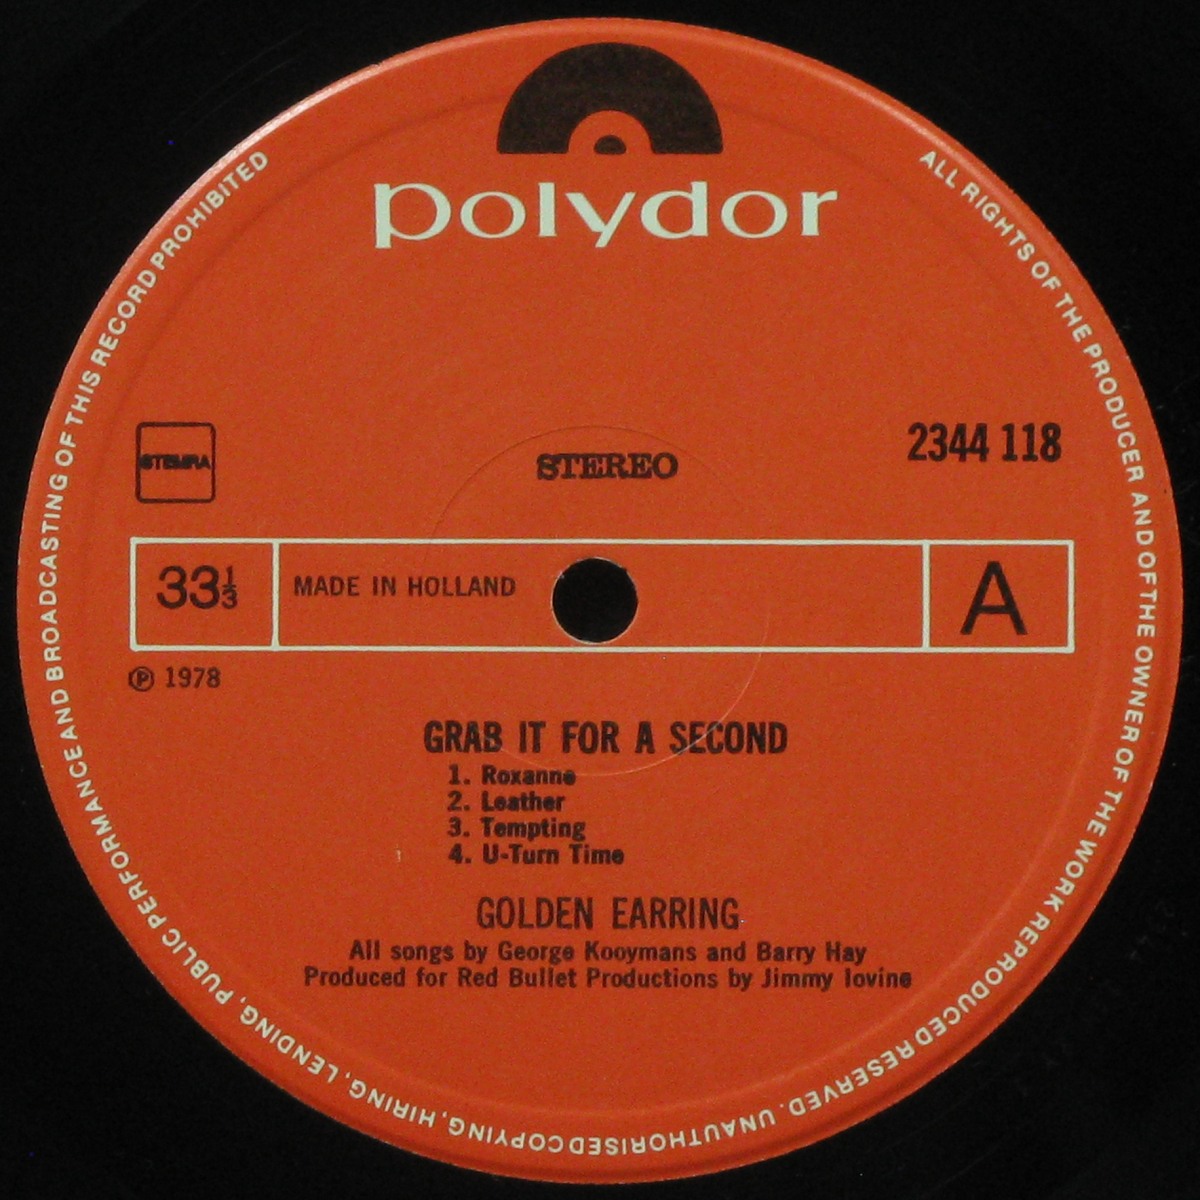 polydor
ALL RIGHTS OF THE PRODUCER AND OF THE OWNER OF THE WORK REPRODUCED RESERVED. UNAUTHORISED COPYING, HIRING, LENDING, PUBLIC PERFORMANCE AND BROADCASTING OF THIS RECORD PROHIBITED
STEMRA
STEREO
2344 118
33⅓
MADE IN HOLLAND
A
℗ 1978
GRAB IT FOR A SECOND
1. Roxanne
2. Leather
3. Tempting
4. U-Turn Time
GOLDEN EARRING
All songs by George Kooymans and Barry Hay
Produced for Red Bullet Productions by Jimmy Iovine